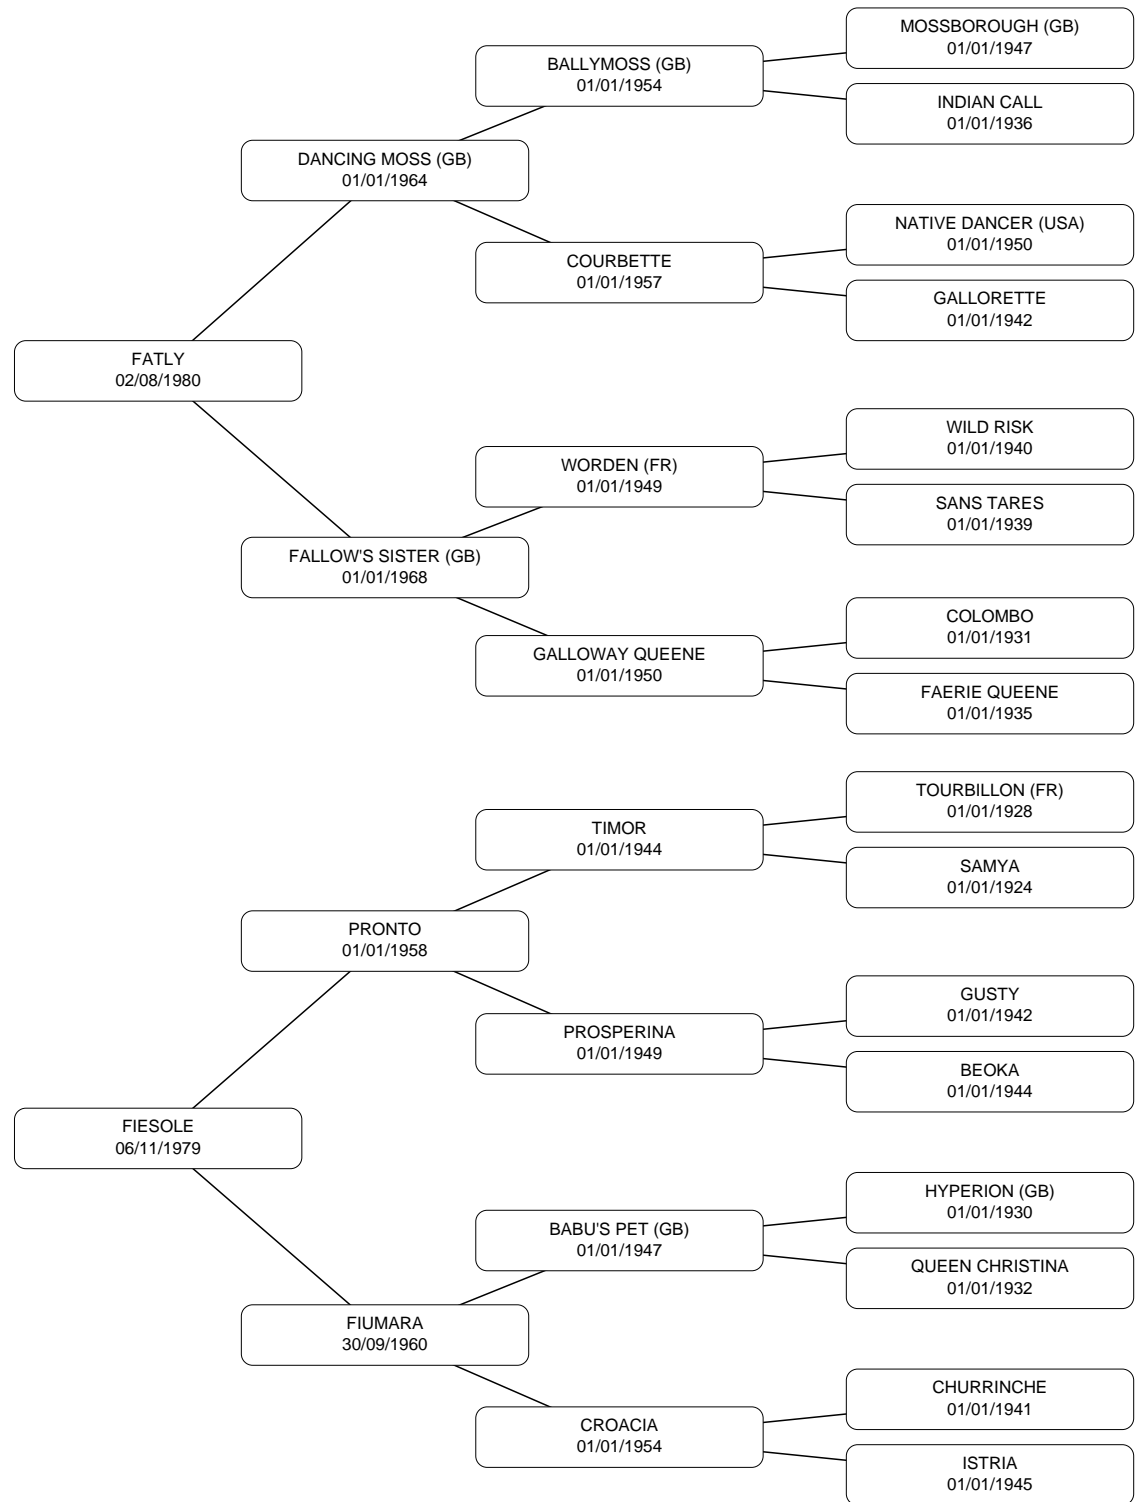 MOSSBOROUGH (GB)
01/01/1947
BALLYMOSS (GB)
01/01/1954
INDIAN CALL
01/01/1936
DANCING MOSS (GB)
01/01/1964
NATIVE DANCER (USA)
01/01/1950
COURBETTE
01/01/1957
GALLORETTE
01/01/1942
FATLY
02/08/1980
WILD RISK
01/01/1940
WORDEN (FR)
01/01/1949
SANS TARES
01/01/1939
FALLOW'S SISTER (GB)
01/01/1968
COLOMBO
01/01/1931
GALLOWAY QUEENE
01/01/1950
FAERIE QUEENE
01/01/1935
TOURBILLON (FR)
01/01/1928
TIMOR
01/01/1944
SAMYA
01/01/1924
PRONTO
01/01/1958
GUSTY
01/01/1942
PROSPERINA
01/01/1949
BEOKA
01/01/1944
FIESOLE
06/11/1979
HYPERION (GB)
01/01/1930
BABU'S PET (GB)
01/01/1947
QUEEN CHRISTINA
01/01/1932
FIUMARA
30/09/1960
CHURRINCHE
01/01/1941
CROACIA
01/01/1954
ISTRIA
01/01/1945